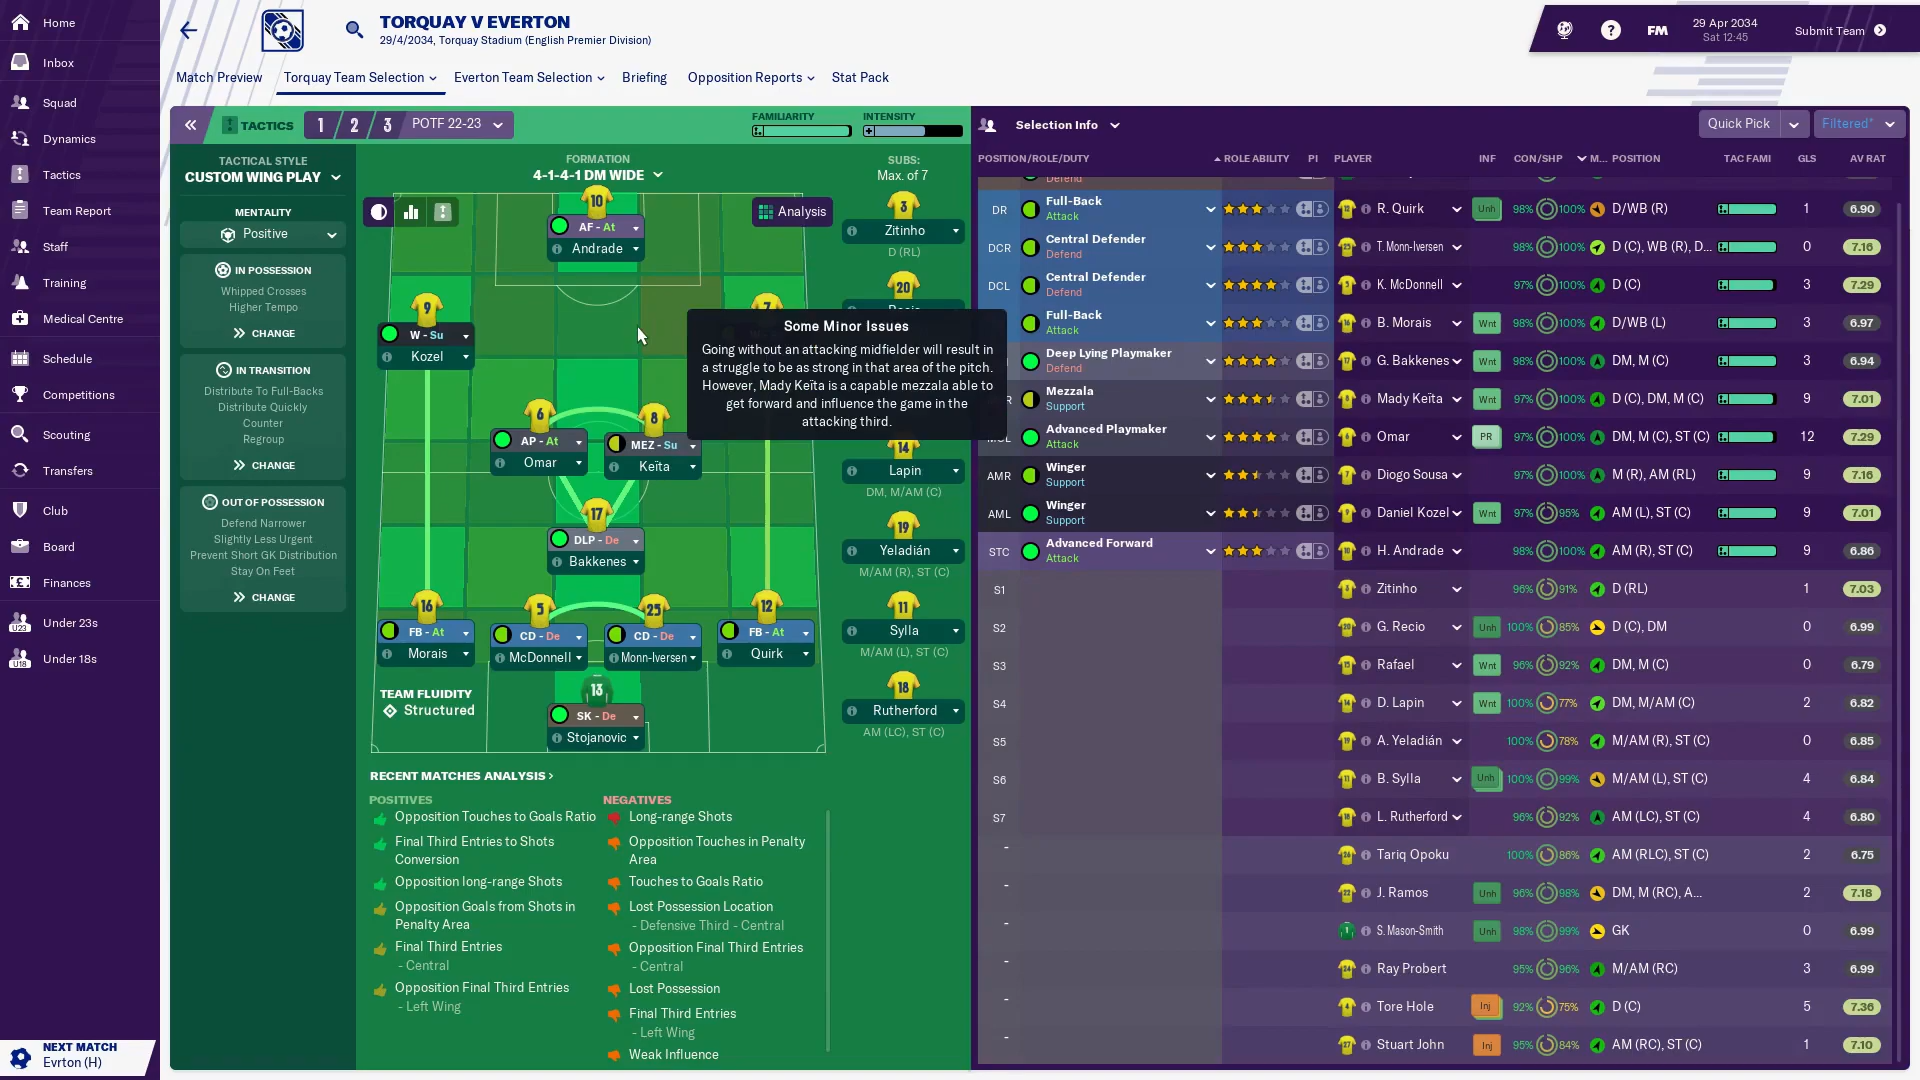 Home
Inbox
Squad
Dynamics
Tactics
Team Report
Staff
Training
Medical Centre
Schedule
Competitions
Scouting
Transfers
Club
Board
Finances
U23 Under 23s
U18 Under 18s
NEXT MATCH
Evrton (H)
TORQUAY V EVERTON
29/4/2034, Torquay Stadium (English Premier Division)
? FM 29 Apr 2034
Sat 12:45
Submit Team
Match Preview Torquay Team Selection Everton Team Selection Briefing Opposition Reports Stat Pack
TACTICS 1 2 3 POTF 22-23
FAMILIARITY INTENSITY
TACTICAL STYLE
CUSTOM WING PLAY
MENTALITY
Positive
IN POSSESSION
Whipped Crosses
Higher Tempo
CHANGE
IN TRANSITION
Distribute To Full-Backs
Distribute Quickly
Counter
Regroup
CHANGE
OUT OF POSSESSION
Defend Narrower
Slightly Less Urgent
Prevent Short GK Distribution
Stay On Feet
CHANGE
FORMATION
4-1-4-1 DM WIDE
Analysis
10
AF - At
Andrade
9
W - Su
Kozel
7
6
AP - At
Omar
8
MEZ - Su
Keïta
17
DLP - De
Bakkenes
16
FB - At
Morais
5
CD - De
McDonnell
25
CD - De
Monn-Iversen
12
FB - At
Quirk
13
SK - De
Stojanovic
TEAM FLUIDITY
Structured
Some Minor Issues
Going without an attacking midfielder will result in
a struggle to be as strong in that area of the pitch.
However, Mady Keïta is a capable mezzala able to
get forward and influence the game in the
attacking third.
SUBS:
Max. of 7
3
Zitinho
D (RL)
20
14
Lapin
DM, M/AM (C)
19
Yeladián
M/AM (R), ST (C)
11
Sylla
M/AM (L), ST (C)
18
Rutherford
AM (LC), ST (C)
RECENT MATCHES ANALYSIS >
POSITIVES
Opposition Touches to Goals Ratio
Final Third Entries to Shots
Conversion
Opposition long-range Shots
Opposition Goals from Shots in
Penalty Area
Final Third Entries
- Central
Opposition Final Third Entries
- Left Wing
NEGATIVES
Long-range Shots
Opposition Touches in Penalty
Area
Touches to Goals Ratio
Lost Possession Location
- Defensive Third - Central
Opposition Final Third Entries
- Central
Lost Possession
Final Third Entries
- Left Wing
Weak Influence
Selection Info Quick Pick Filtered*
POSITION/ROLE/DUTY ROLE ABILITY PI PLAYER INF CON/SHP M... POSITION TAC FAMI GLS AV RAT
Defend
DR Full-Back Attack R. Quirk Unh 98% 100% D/WB (R) 1 6.90
DCR Central Defender Defend T. Monn-Iversen 98% 100% D (C), WB (R), D... 0 7.16
DCL Central Defender Defend K. McDonnell 97% 100% D (C) 3 7.29
Full-Back Attack B. Morais Wnt 98% 100% D/WB (L) 3 6.97
Deep Lying Playmaker Defend G. Bakkenes Wnt 98% 100% DM, M (C) 3 6.94
Mezzala Support Mady Keïta Wnt 97% 100% D (C), DM, M (C) 9 7.01
MCL Advanced Playmaker Attack Omar PR 97% 100% DM, M (C), ST (C) 12 7.29
AMR Winger Support Diogo Sousa 97% 100% M (R), AM (RL) 9 7.16
AML Winger Support Daniel Kozel Wnt 97% 95% AM (L), ST (C) 9 7.01
STC Advanced Forward Attack H. Andrade 98% 100% AM (R), ST (C) 9 6.86
S1 Zitinho 96% 91% D (RL) 1 7.03
S2 G. Recio Unh 100% 85% D (C), DM 0 6.99
S3 Rafael Wnt 96% 92% DM, M (C) 0 6.79
S4 D. Lapin Wnt 100% 77% DM, M/AM (C) 2 6.82
S5 A. Yeladián 100% 78% M/AM (R), ST (C) 0 6.85
S6 B. Sylla Unh 100% 99% M/AM (L), ST (C) 4 6.84
S7 L. Rutherford 96% 92% AM (LC), ST (C) 4 6.80
- Tariq Opoku 100% 86% AM (RLC), ST (C) 2 6.75
- J. Ramos Unh 96% 98% DM, M (RC), A... 2 7.18
- S. Mason-Smith Unh 98% 99% GK 0 6.99
- Ray Probert 95% 96% M/AM (RC) 3 6.99
- Tore Hole Inj 92% 75% D (C) 5 7.36
- Stuart John Inj 95% 84% AM (RC), ST (C) 1 7.10